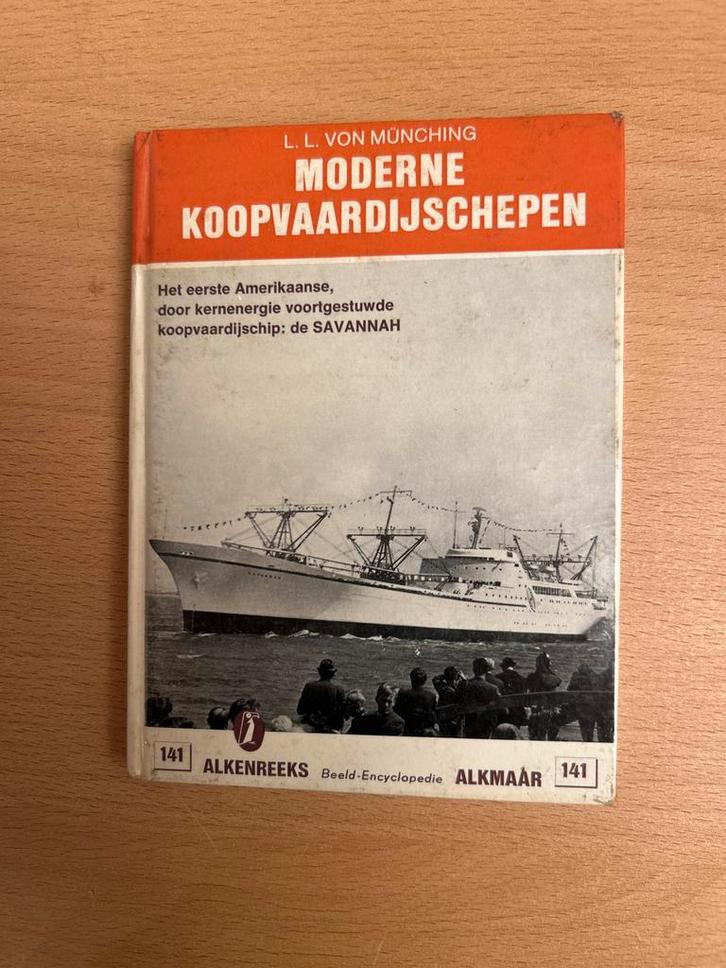 L. L. VON MÜNCHING
MODERNE
KOOPVAARDIJSCHEPEN
Het eerste Amerikaanse,
door kernenergie voortgestuwde
koopvaardijschip: de SAVANNAH
SAVANNAH
141 ALKENREEKS Beeld-Encyclopedie ALKMAAR 141